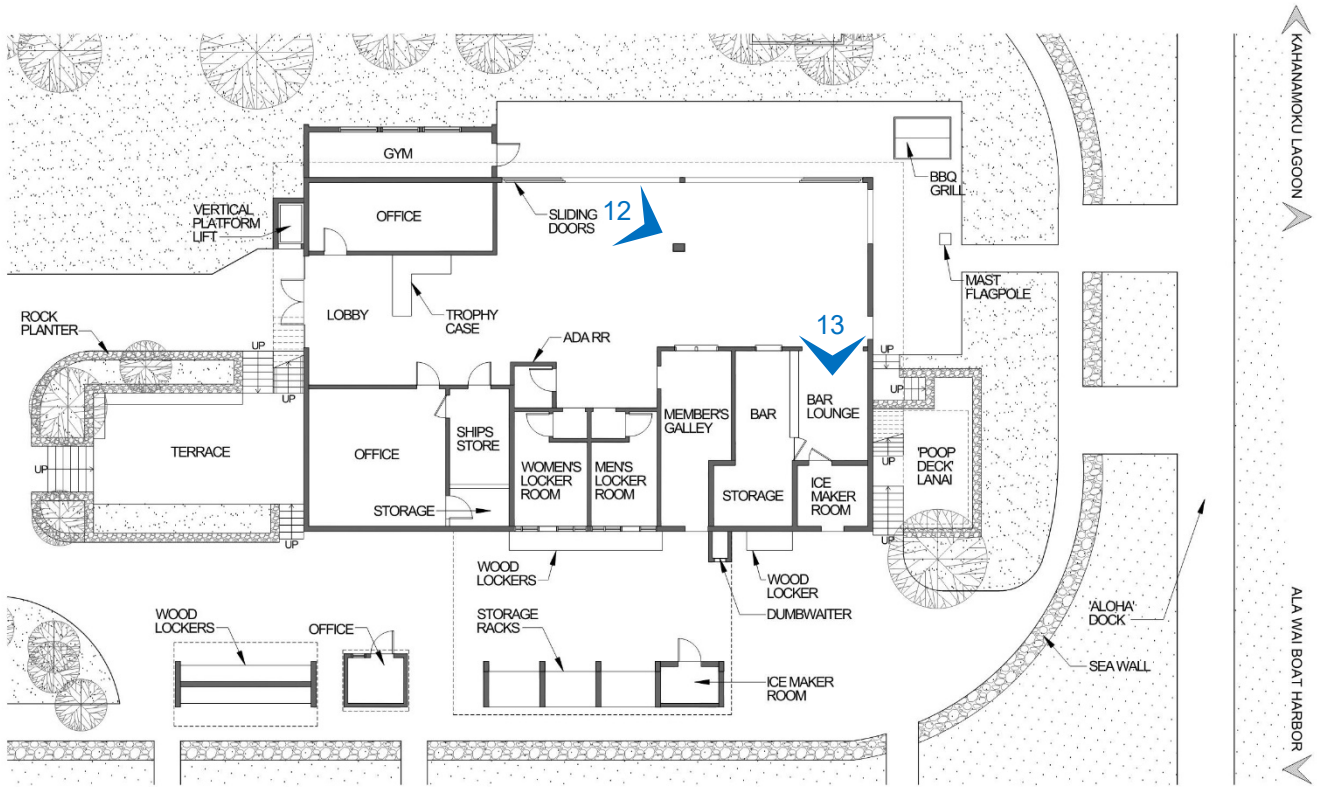 KAHANAMOKU LAGOON
GYM
BBQ
GRILL
VERTICAL
PLATFORM
LIFT
OFFICE
SLIDING
DOORS
12
MAST
FLAGPOLE
ROCK
PLANTER
LOBBY
TROPHY
CASE
13
UP
UP
ADA RR
UP
UP
MEMBER'S
GALLEY
BAR
BAR
LOUNGE
TERRACE
OFFICE
SHIPS
STORE
UP
'POOP
DECK'
LANAI
UP
WOMEN'S
LOCKER
ROOM
MEN'S
LOCKER
ROOM
STORAGE
ICE
MAKER
ROOM
STORAGE
UP
UP
WOOD
LOCKERS
WOOD
LOCKER
DUMBWAITER
'ALOHA'
DOCK
WOOD
LOCKERS
OFFICE
STORAGE
RACKS
SEA WALL
ICE MAKER
ROOM
ALA WAI BOAT HARBOR